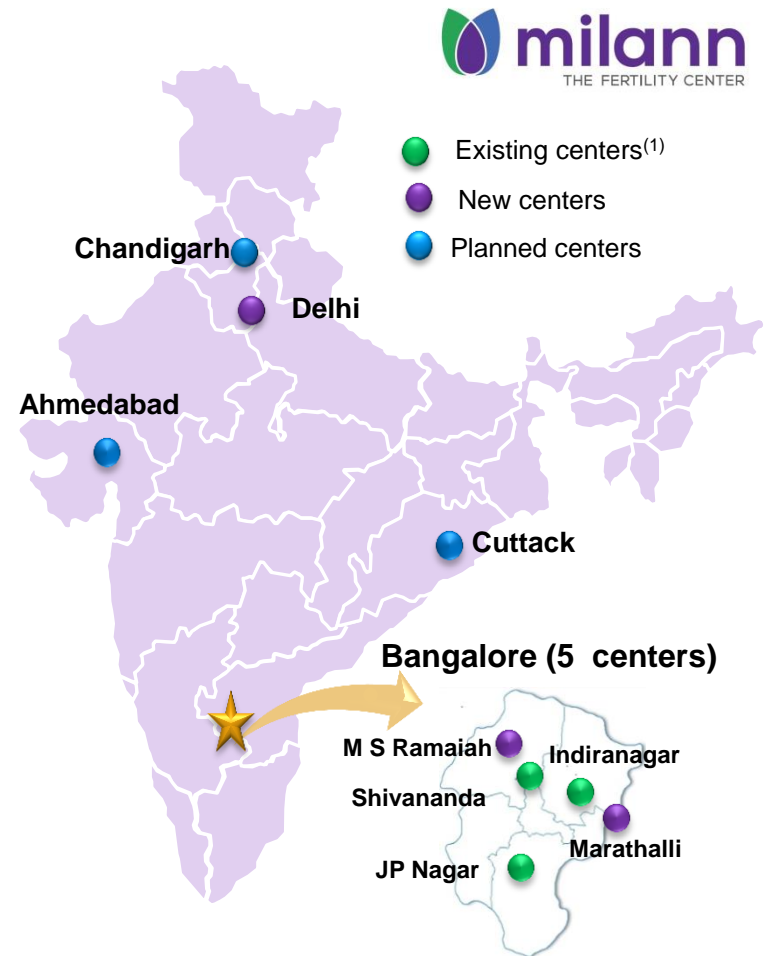 milann
THE FERTILITY CENTER
Existing centers(1)
New centers
Planned centers
Chandigarh
Delhi
Ahmedabad
Cuttack
Bangalore (5 centers)
M S Ramaiah
Indiranagar
Shivananda
Marathalli
JP Nagar